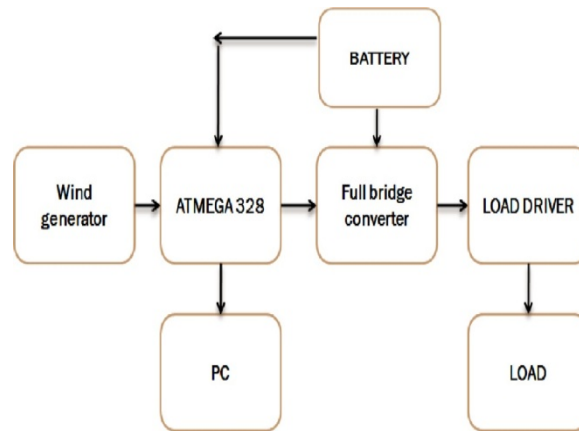 BATTERY
Wind
generator
ATMEGA 328
Full bridge
converter
LOAD DRIVER
PC
LOAD